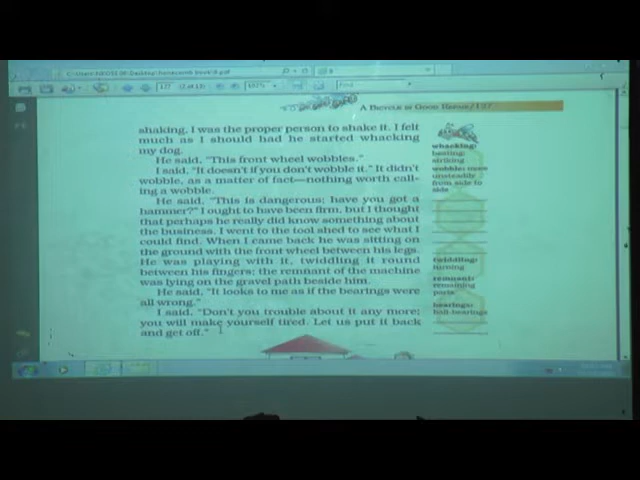 A BICYCLE IN GOOD REPAIR/127
shaking, I was the proper person to shake it. I felt
much as I should had he started whacking
my dog.
He said, "This front wheel wobbles."
I said, "It doesn't if you don't wobble it." It didn't
wobble, as a matter of fact—nothing worth call-
ing a wobble.
He said, "This is dangerous; have you got a
hammer?" I ought to have been firm, but I thought
that perhaps he really did know something about
the business. I went to the tool shed to see what I
could find. When I came back he was sitting on
the ground with the front wheel between his legs.
He was playing with it, twiddling it round
between his fingers; the remnant of the machine
was lying on the gravel path beside him.
He said, "It looks to me as if the bearings were
all wrong."
I said, "Don't you trouble about it any more;
you will make yourself tired. Let us put it back
and get off."
whacking:
beating;
striking
wobble: move
unsteadily
from side to
side
twiddling:
turning
remnant:
remaining
parts
bearings:
ball-bearings